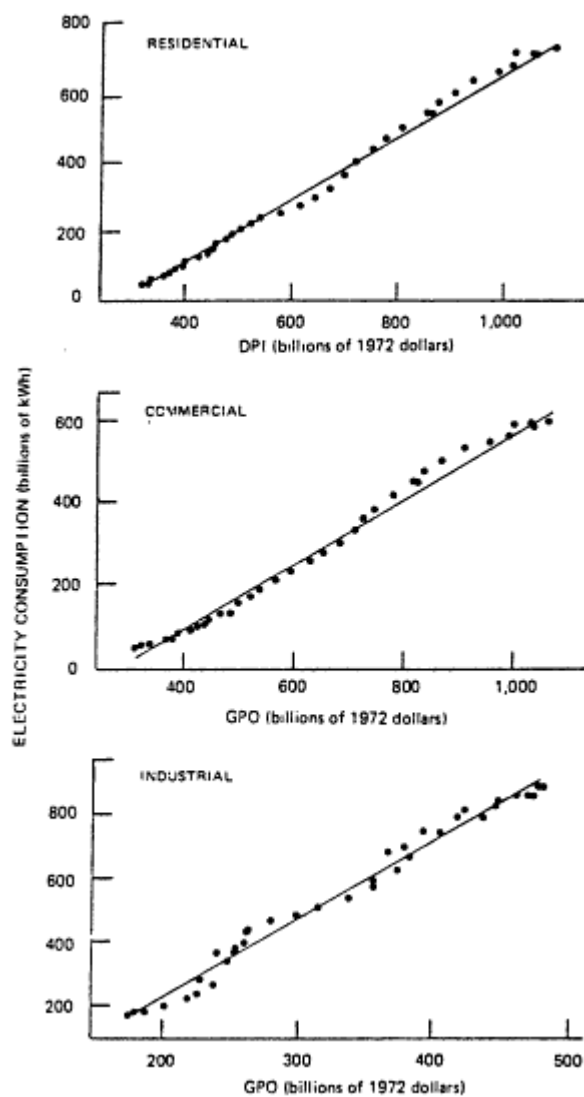 ELECTRICITY CONSUMPTION (billions of kWh)
RESIDENTIAL
800
600
400
200
0
400 600 800 1,000
DPI (billions of 1972 dollars)
COMMERCIAL
600
400
200
0
400 600 800 1,000
GPO (billions of 1972 dollars)
INDUSTRIAL
800
600
400
200
200 300 400 500
GPO (billions of 1972 dollars)